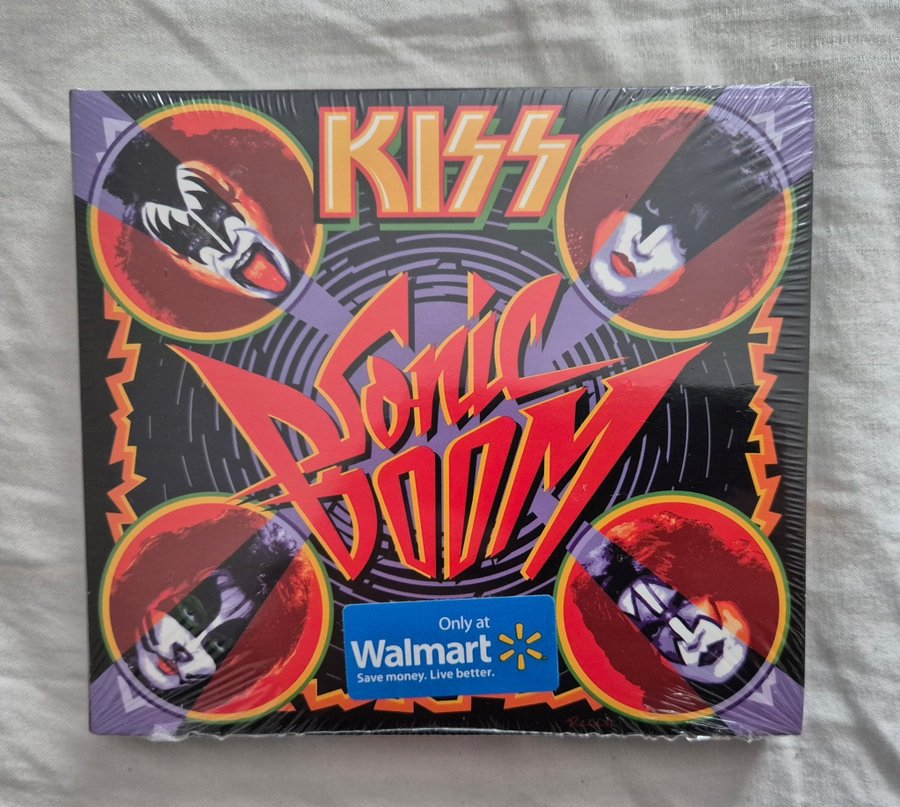 KISS
Sonic
BOOM
Only at
Walmart
Save money. Live better.